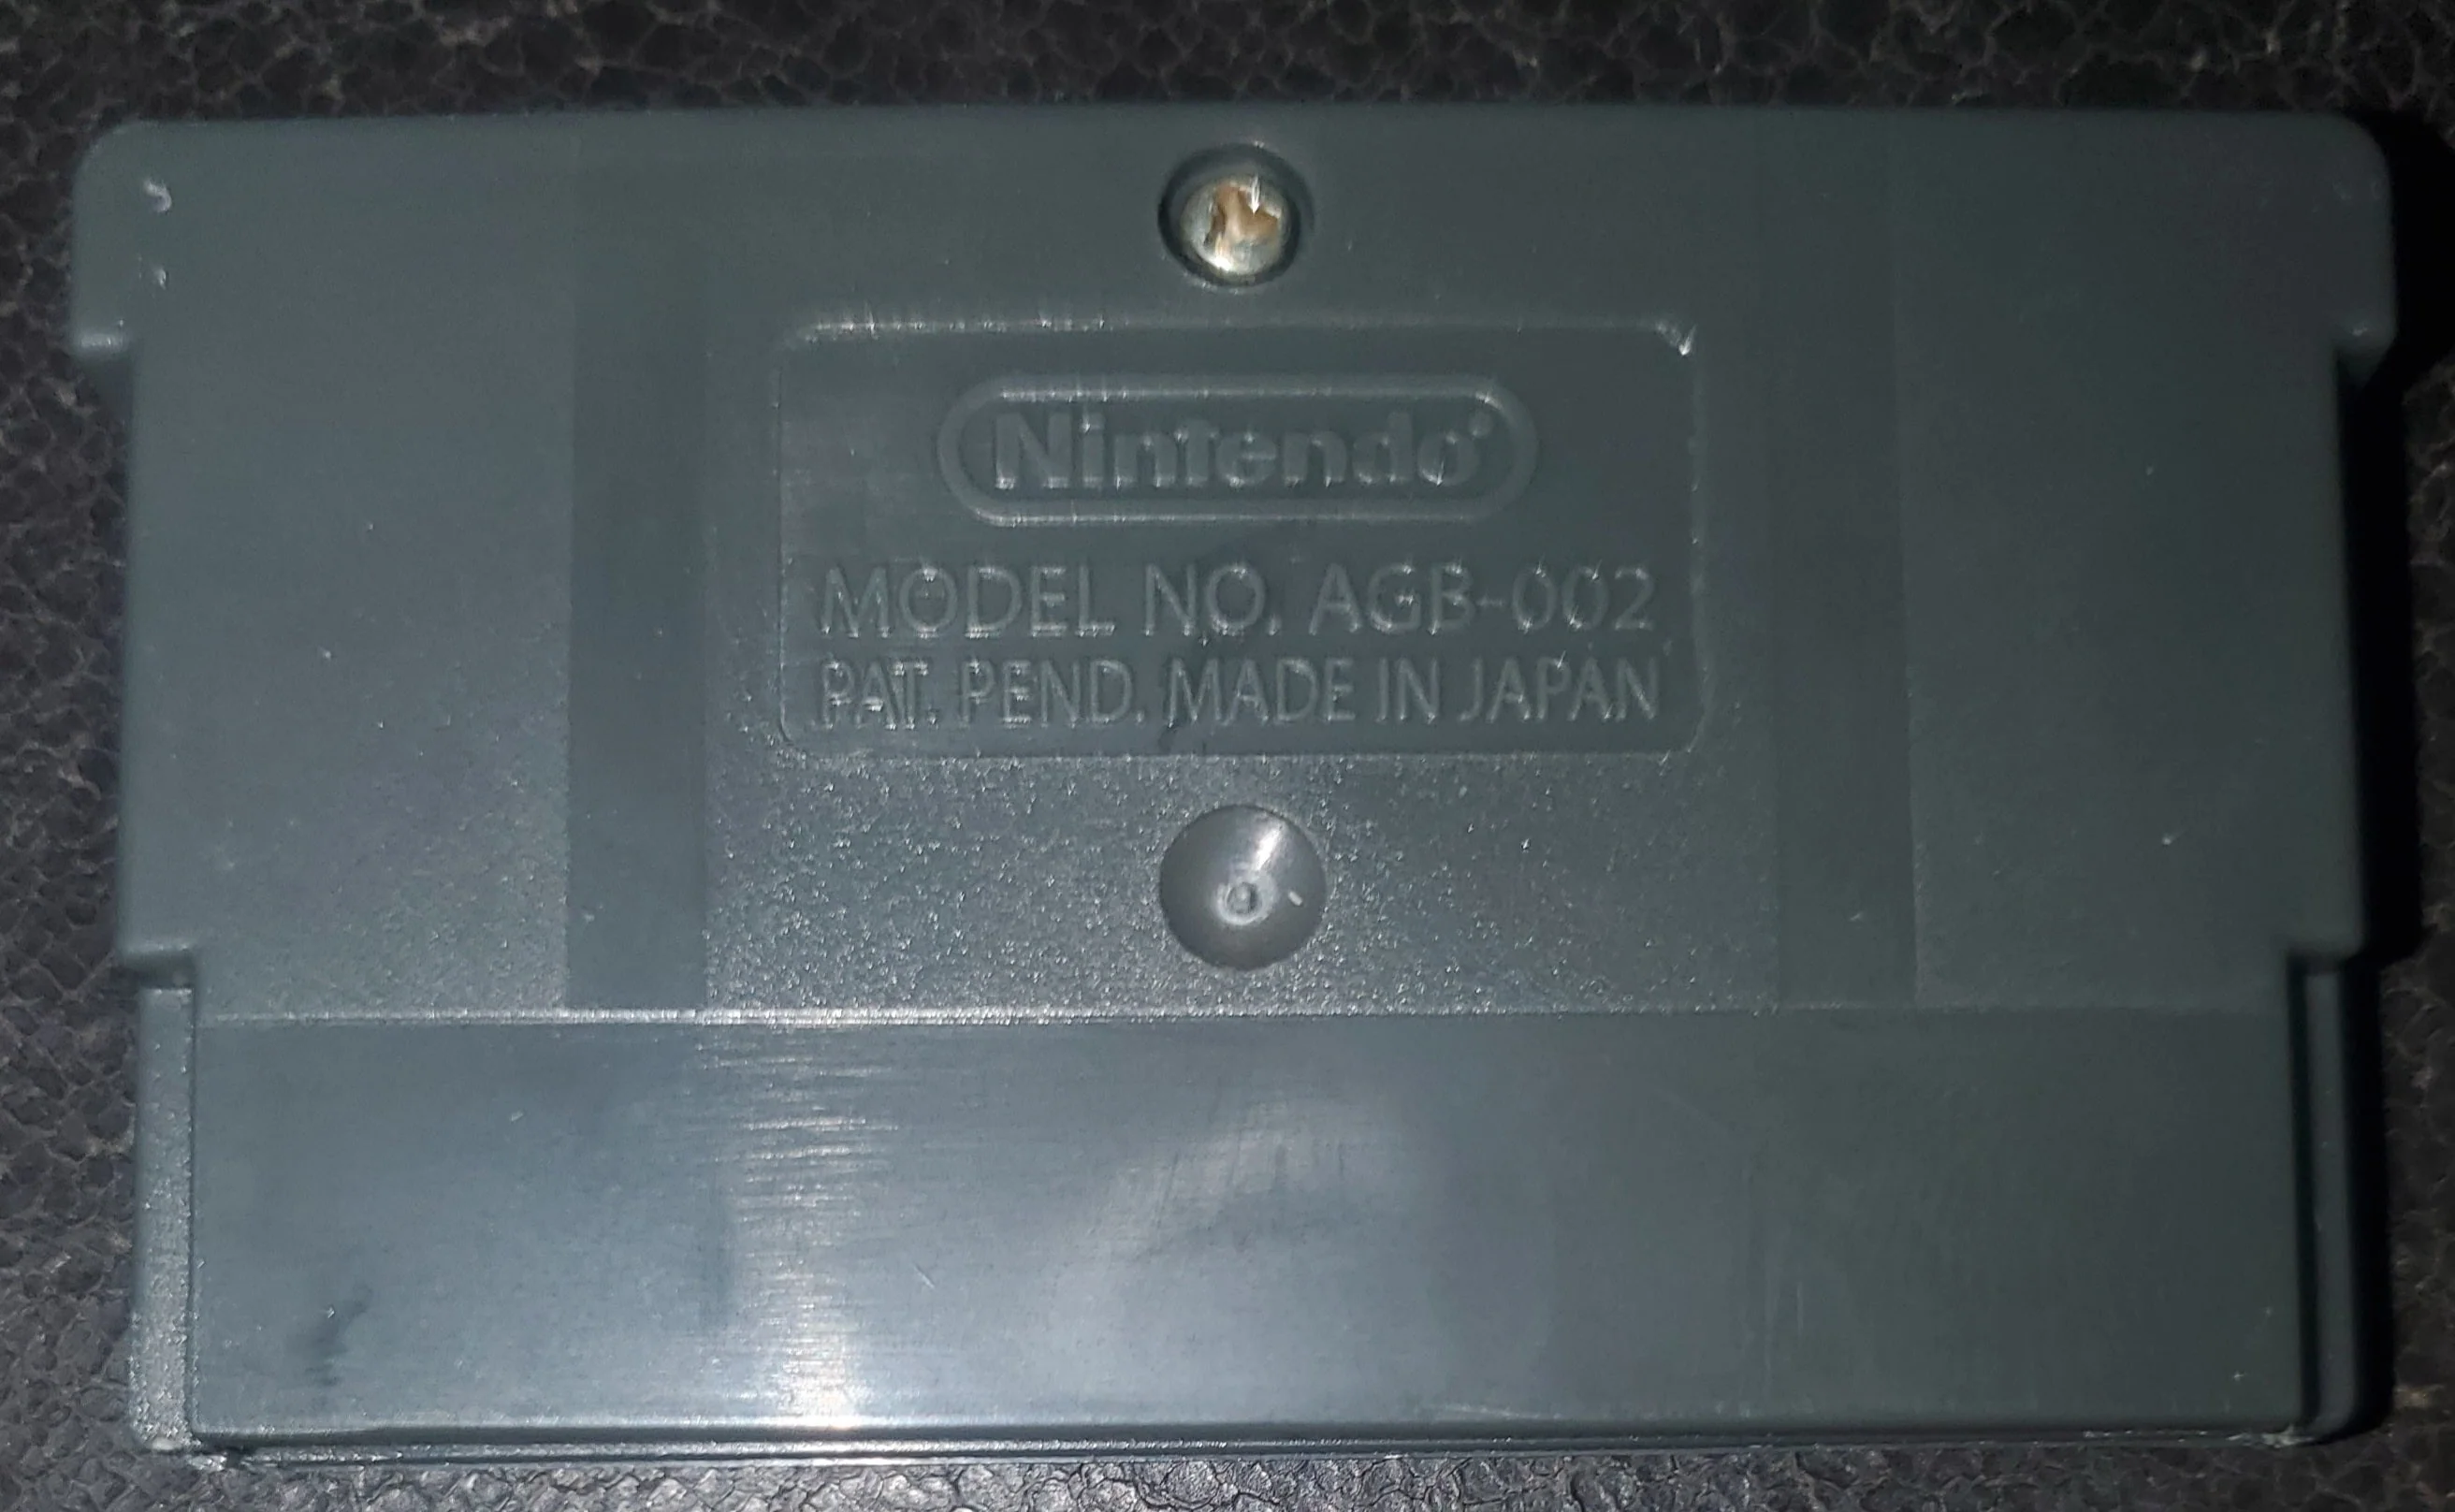 Nintendo
MODEL NO. AGB-002
PAT. PEND. MADE IN JAPAN